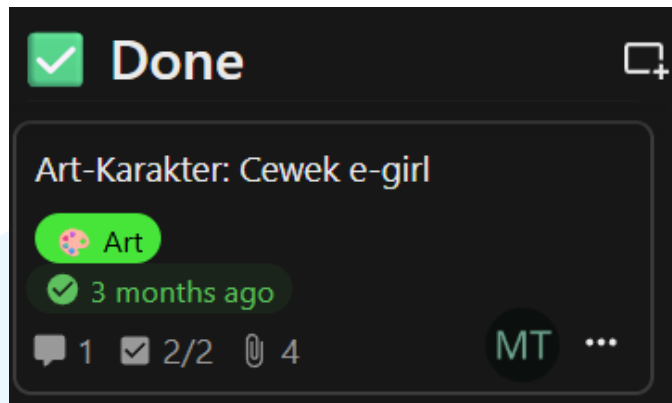 Done
Art-Karakter: Cewek e-girl
Art
3 months ago
1 2/2 4
MT